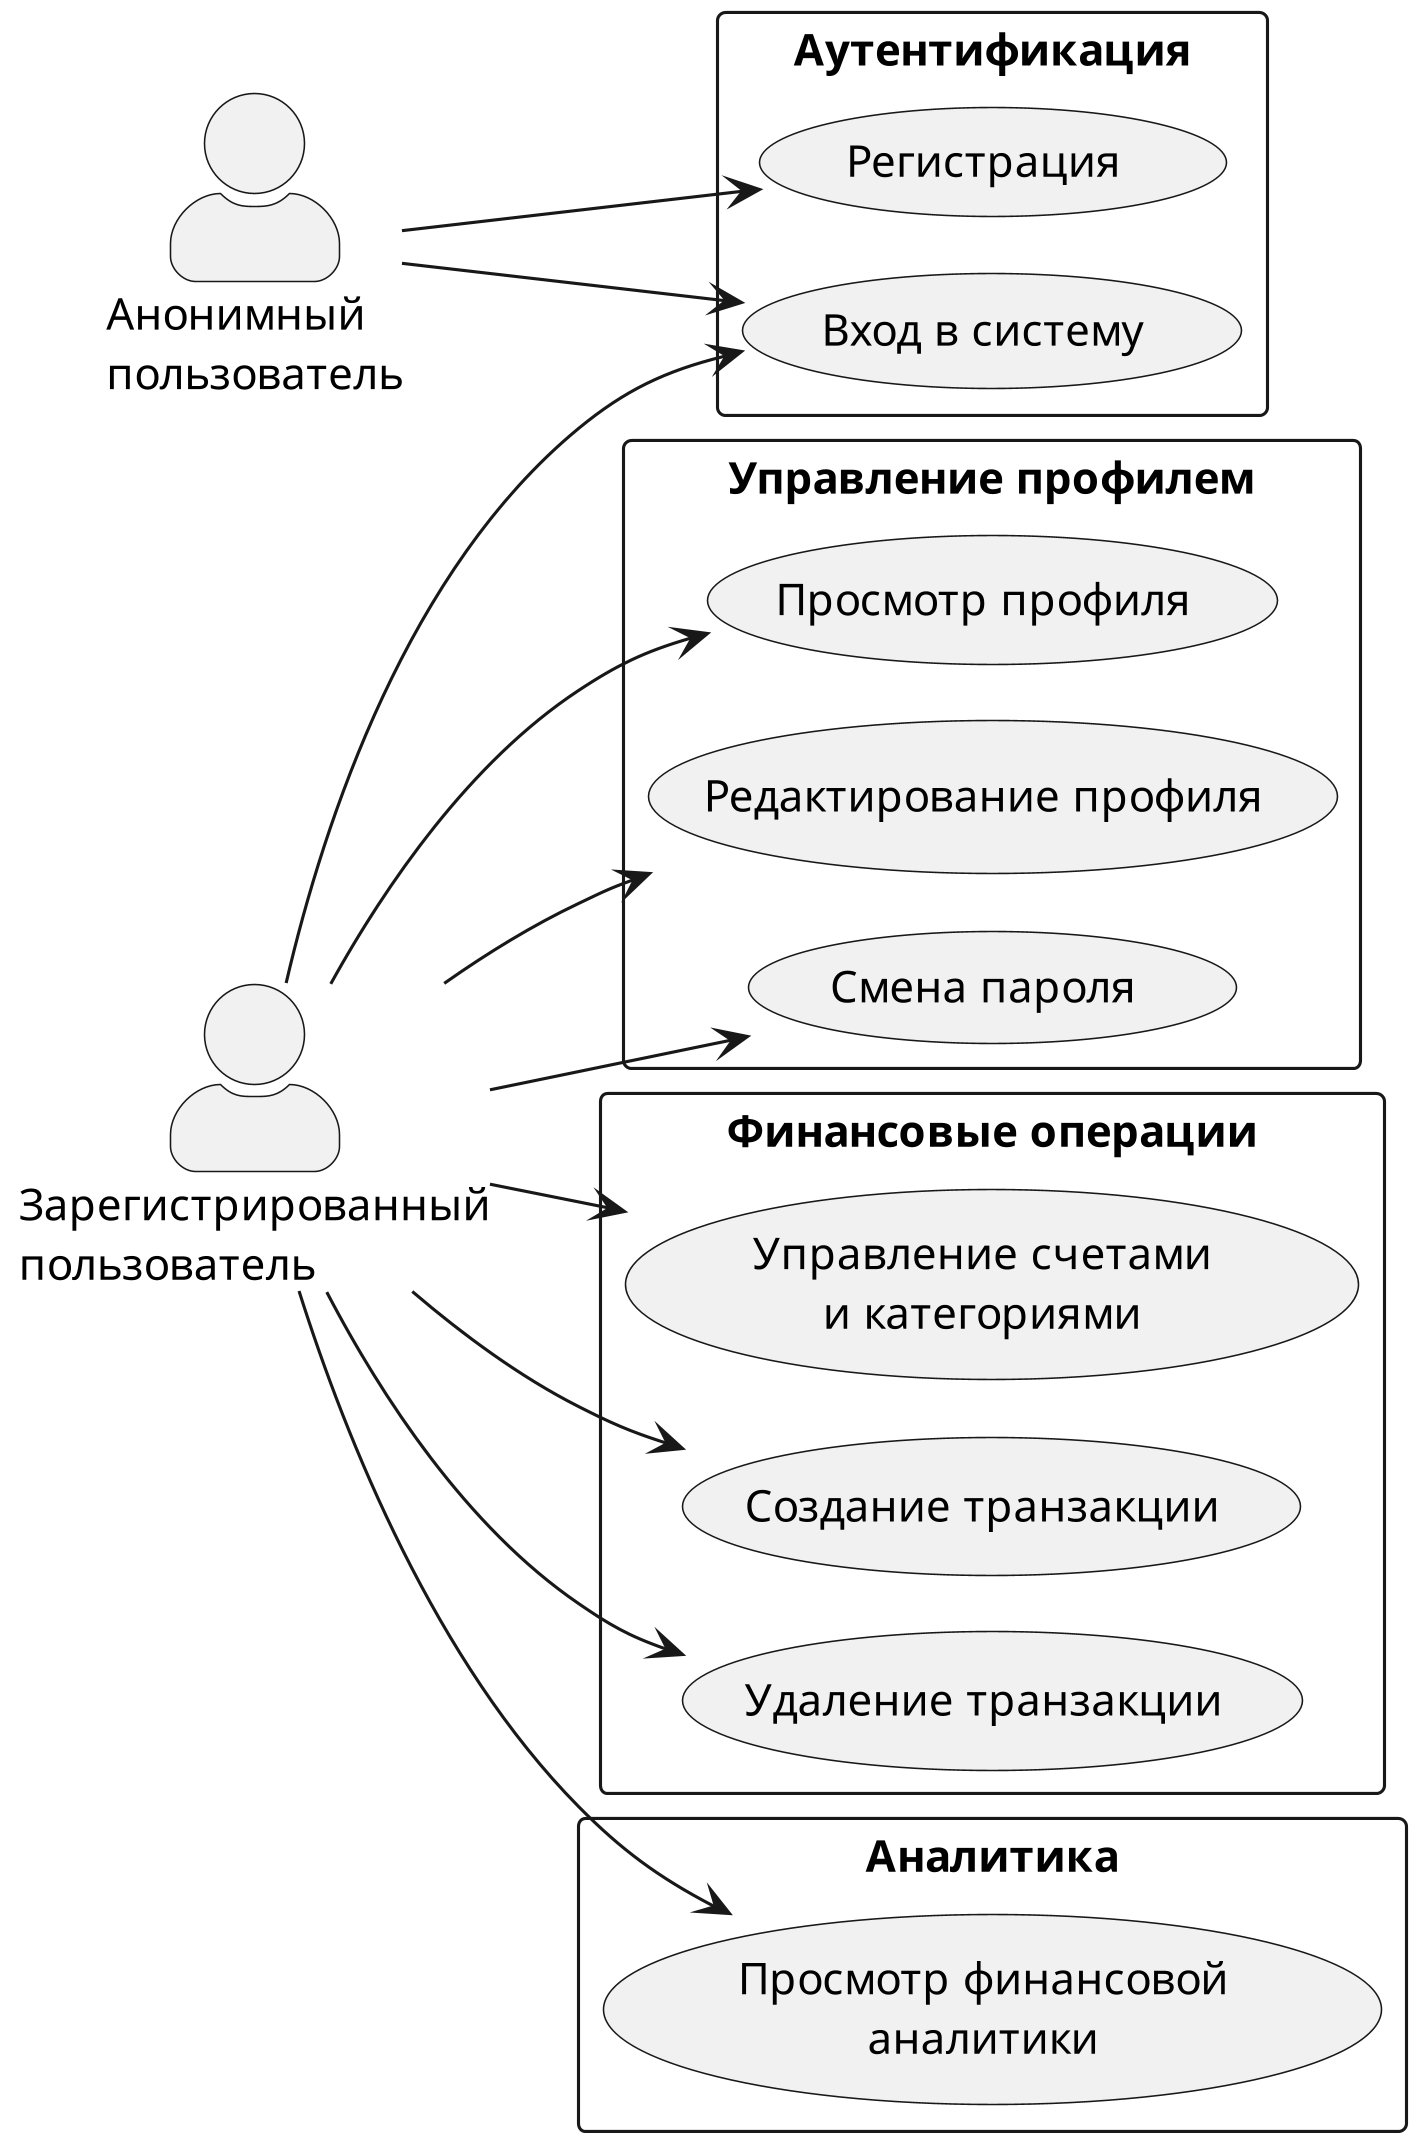 Аутентификация
Регистрация
Вход в систему
Анонимный
пользователь
Управление профилем
Просмотр профиля
Редактирование профиля
Смена пароля
Зарегистрированный
пользователь
Финансовые операции
Управление счетами
и категориями
Создание транзакции
Удаление транзакции
Аналитика
Просмотр финансовой
аналитики